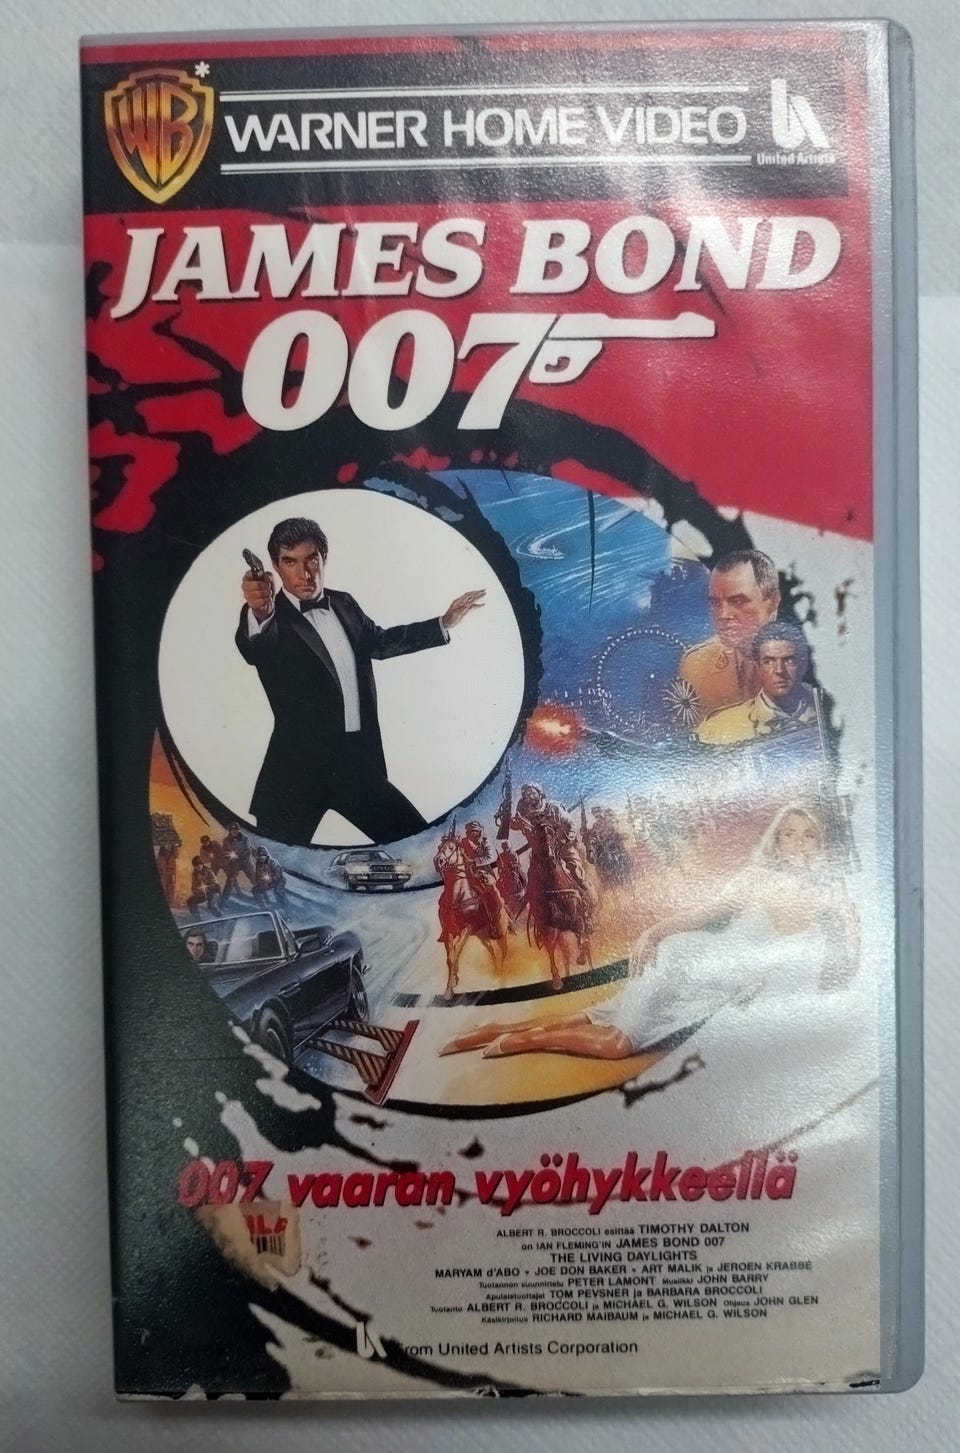 WB
*
WARNER HOME VIDEO
United Artists
JAMES BOND
007
007 vaaran vyöhykkeellä
ALBERT R. BROCCOLI esittää TIMOTHY DALTON
on IAN FLEMING'IN JAMES BOND 007
THE LIVING DAYLIGHTS
MARYAM d'ABO • JOE DON BAKER • ART MALIK ja JEROEN KRABBÉ
Tuotannon suunnittelu PETER LAMONT Musiikki JOHN BARRY
Apulaistuottajat TOM PEVSNER ja BARBARA BROCCOLI
Tuotanto ALBERT R. BROCCOLI ja MICHAEL G. WILSON Ohjaus JOHN GLEN
Käsikirjoitus RICHARD MAIBAUM ja MICHAEL G. WILSON
rom United Artists Corporation